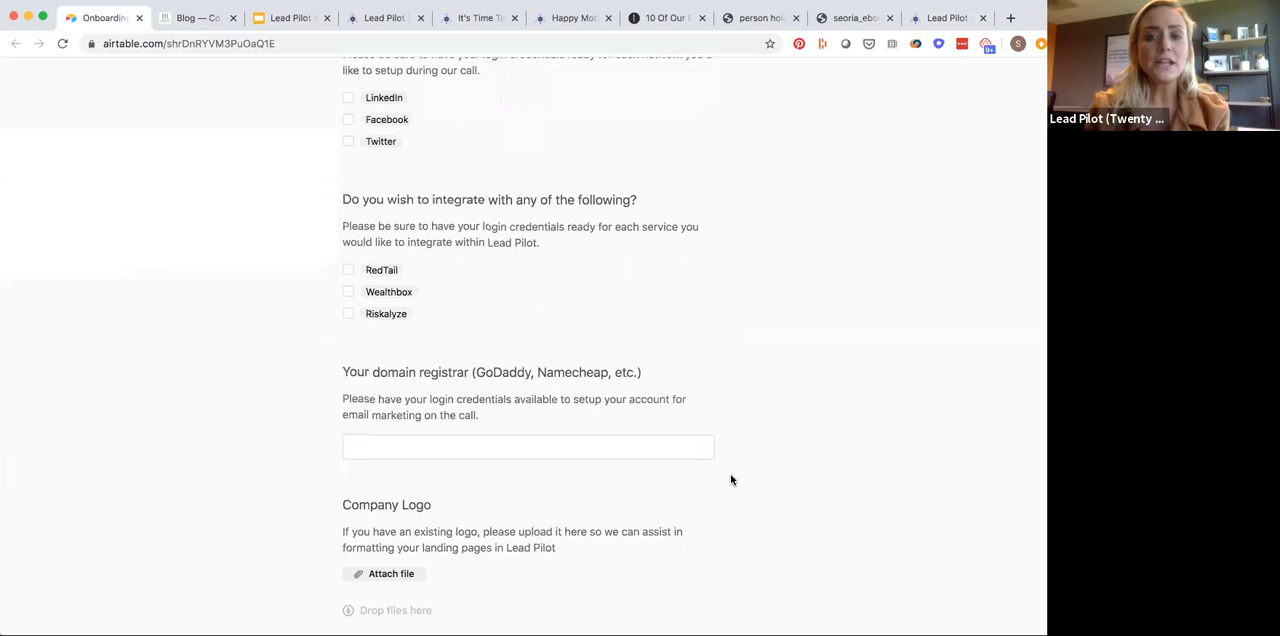 Onboarding
Blog — Co
Lead Pilot
Lead Pilot
It's Time To
Happy Mot
10 Of Our F
person hol
seoria_ebo
Lead Pilot
airtable.com/shrDnRYVM3PuOaQ1E
9+
S
like to setup during our call.
LinkedIn
Facebook
Twitter
Do you wish to integrate with any of the following?
Please be sure to have your login credentials ready for each service you
would like to integrate within Lead Pilot.
RedTail
Wealthbox
Riskalyze
Your domain registrar (GoDaddy, Namecheap, etc.)
Please have your login credentials available to setup your account for
email marketing on the call.
Company Logo
If you have an existing logo, please upload it here so we can assist in
formatting your landing pages in Lead Pilot
Attach file
Drop files here
Lead Pilot (Twenty ...